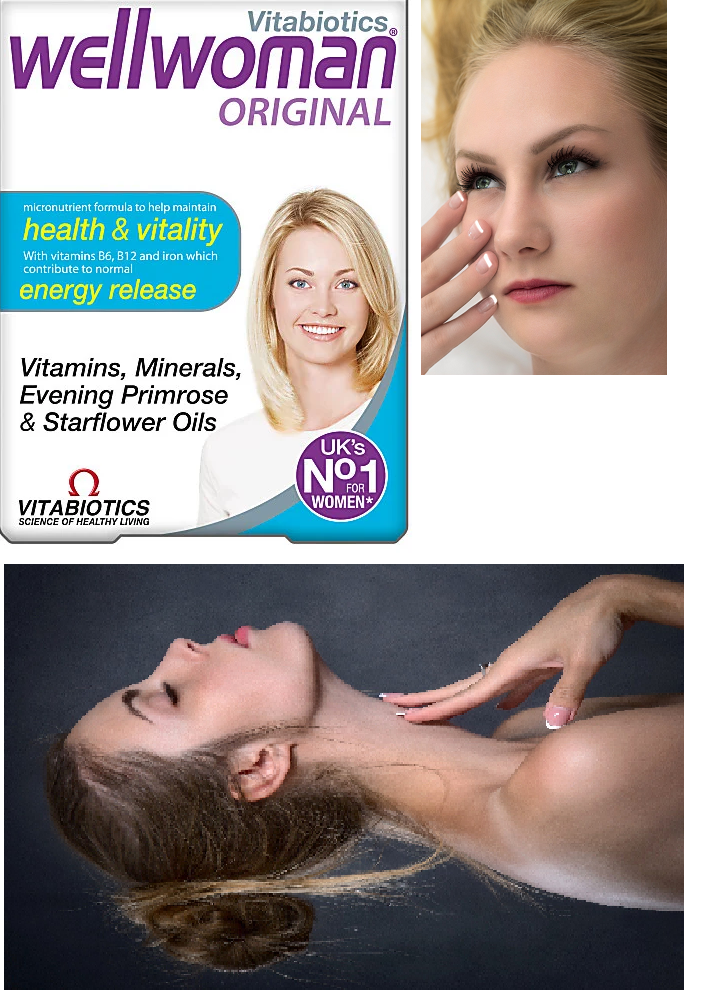 Vitabiotics
wellwoman®
ORIGINAL
micronutrient formula to help maintain
health & vitality
With vitamins B6, B12 and iron which
contribute to normal
energy release
Vitamins, Minerals,
Evening Primrose
& Starflower Oils
UK's
No1
FOR
WOMEN*
VITABIOTICS
SCIENCE OF HEALTHY LIVING